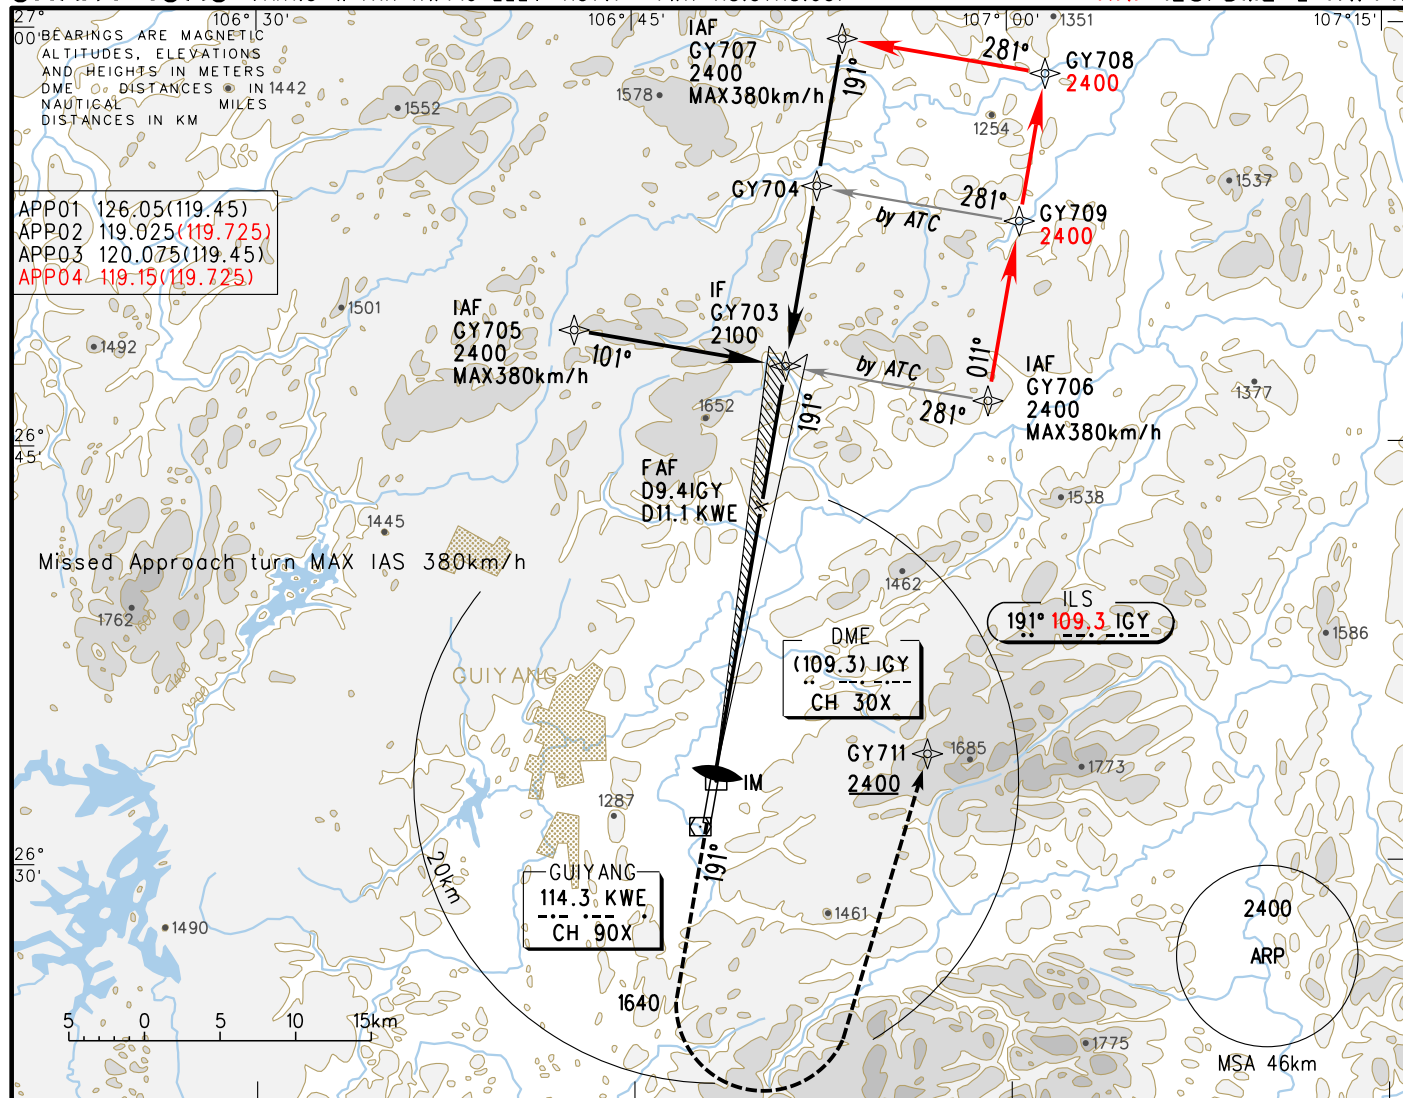 106°30'
106°45'
107°00'
107°15'
27°
00'
BEARINGS ARE MAGNETIC
ALTITUDES, ELEVATIONS
AND HEIGHTS IN METERS
DME DISTANCES IN
NAUTICAL MILES
DISTANCES IN KM
1442
1552
1578
IAF
GY707
2400
MAX380km/h
191°
281°
GY708
2400
1351
1254
1537
APP01 126.05(119.45)
APP02 119.025(119.725)
APP03 120.075(119.45)
APP04 119.15(119.725)
GY704
by ATC
281°
GY709
2400
1501
1492
IAF
GY705
2400
MAX380km/h
101°
IF
GY703
2100
by ATC
281°
011°
IAF
GY706
2400
MAX380km/h
1377
1652
191°
26°
45'
FAF
D9.4IGY
D11.1 KWE
1538
1445
Missed Approach turn MAX IAS 380km/h
1462
1762
1600
1400
1200
ILS
191° 109.3 IGY
1586
DME
(109.3) IGY
CH 30X
GUIYANG
GY711
2400
1685
1773
IM
1287
26°
30'
20km
191°
GUIYANG
114.3 KWE
CH 90X
1461
1490
2400
ARP
MSA 46km
1640
1775
5 0 5 10 15km